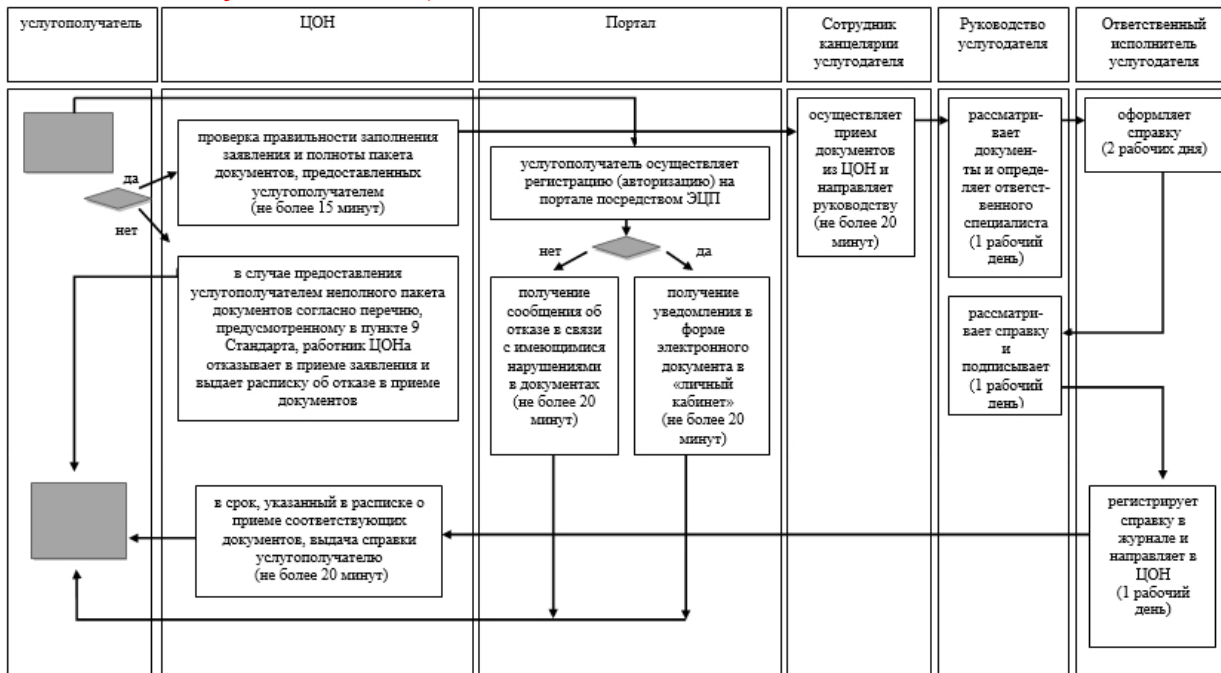 услугополучатель
ЦОН
Портал
Сотрудник
канцелярии
услугодателя
Руководство
услугодателя
Ответственный
исполнитель
услугодателя
да
нет
проверка правильности заполнения
заявления и полноты пакета
документов, предоставленных
услугополучателем
(не более 15 минут)
в случае предоставления
услугополучателем неполного пакета
документов согласно перечню,
предусмотренному в пункте 9
Стандарта, работник ЦОНа
отказывает в приеме заявления и
выдает расписку об отказе в приеме
документов
в срок, указанный в расписке о
приеме соответствующих
документов, выдача справки
услугополучателю
(не более 20 минут)
услугополучатель осуществляет
регистрацию (авторизацию) на
портале посредством ЭЦП
нет
да
получение
сообщения об
отказе в связи
с имеющимися
нарушениями
в документах
(не более 20
минут)
получение
уведомления в
форме
электронного
документа в
«личный
кабинет»
(не более 20
минут)
осуществляет
прием
документов
из ЦОН и
направляет
руководству
(не более 20
минут)
рассматри-
вает
докумен-
ты и опреде-
ляет ответст-
венного
специалиста
(1 рабочий
день)
рассматри-
вает справку
и
подписывает
(1 рабочий
день)
оформляет
справку
(2 рабочих дня)
регистрирует
справку в
журнале и
направляет в
ЦОН
(1 рабочий
день)